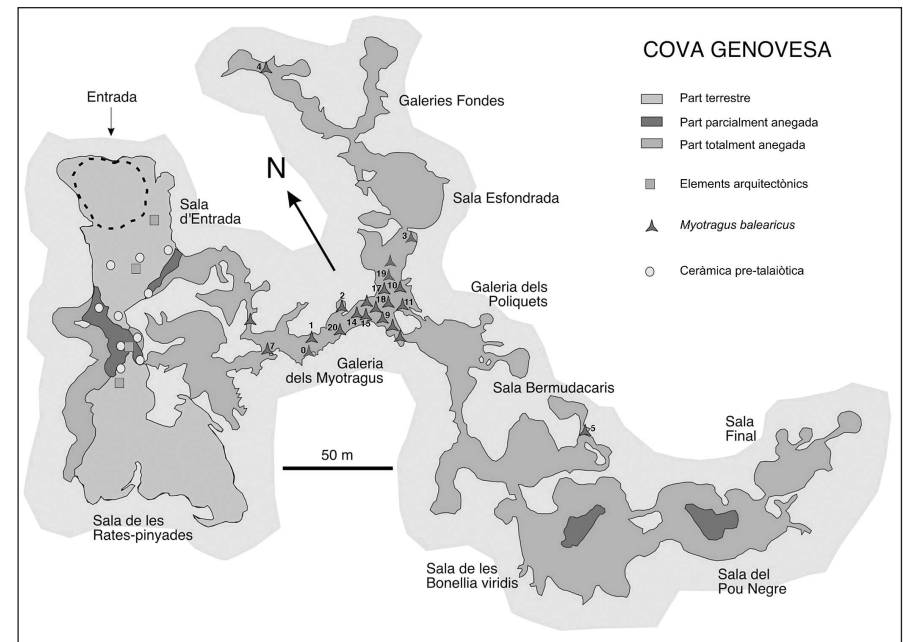 COVA GENOVESA
Part terrestre
Part parcialment anegada
Part totalment anegada
Elements arquitectònics
Myotragus balearicus
Ceràmica pre-talaiòtica
Entrada
Sala
d'Entrada
N
4
Galeries Fondes
Sala Esfondrada
3
19
17
10
18
11
2
14
15
9
20
1
0
7
Galeria dels
Poliquets
Galeria
dels Myotragus
Sala Bermudacaris
5
50 m
Sala
Final
Sala de les
Rates-pinyades
Sala de les
Bonellia viridis
Sala del
Pou Negre